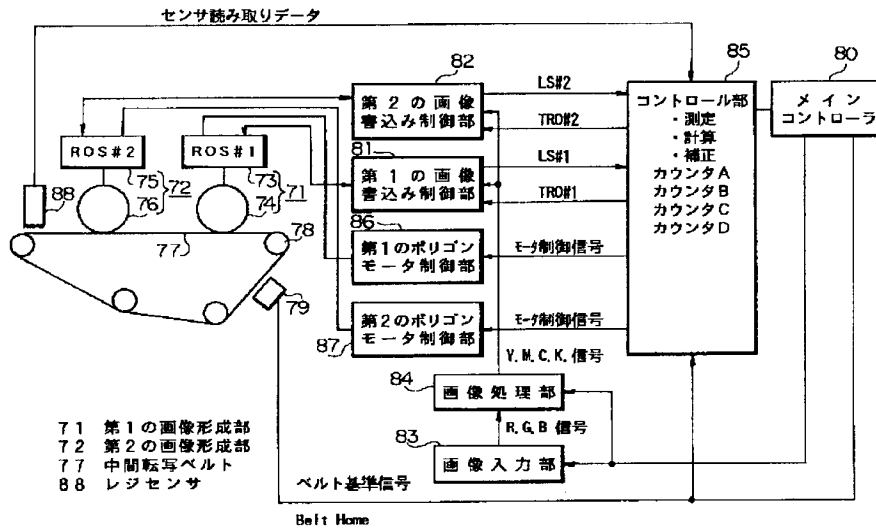 センサ読み取りデータ
82
85
80
第2の画像
書込み制御部
LS#2
TRO#2
コントロール部
・測定
・計算
・補正
カウンタA
カウンタB
カウンタC
カウンタD
メイン
コントローラ
ROS#2
ROS#1
81
第1の画像
書込み制御部
LS#1
TRO#1
75
72
73
71
88
76
74
86
77
78
第1のポリゴン
モータ制御部
モータ制御信号
79
第2のポリゴン
モータ制御部
モータ制御信号
87
Y.M.C.K.信号
84
画像処理部
R.G.B 信号
83
画像入力部
71 第1の画像形成部
72 第2の画像形成部
77 中間転写ベルト
88 レジセンサ
ベルト基準信号
Belt Home